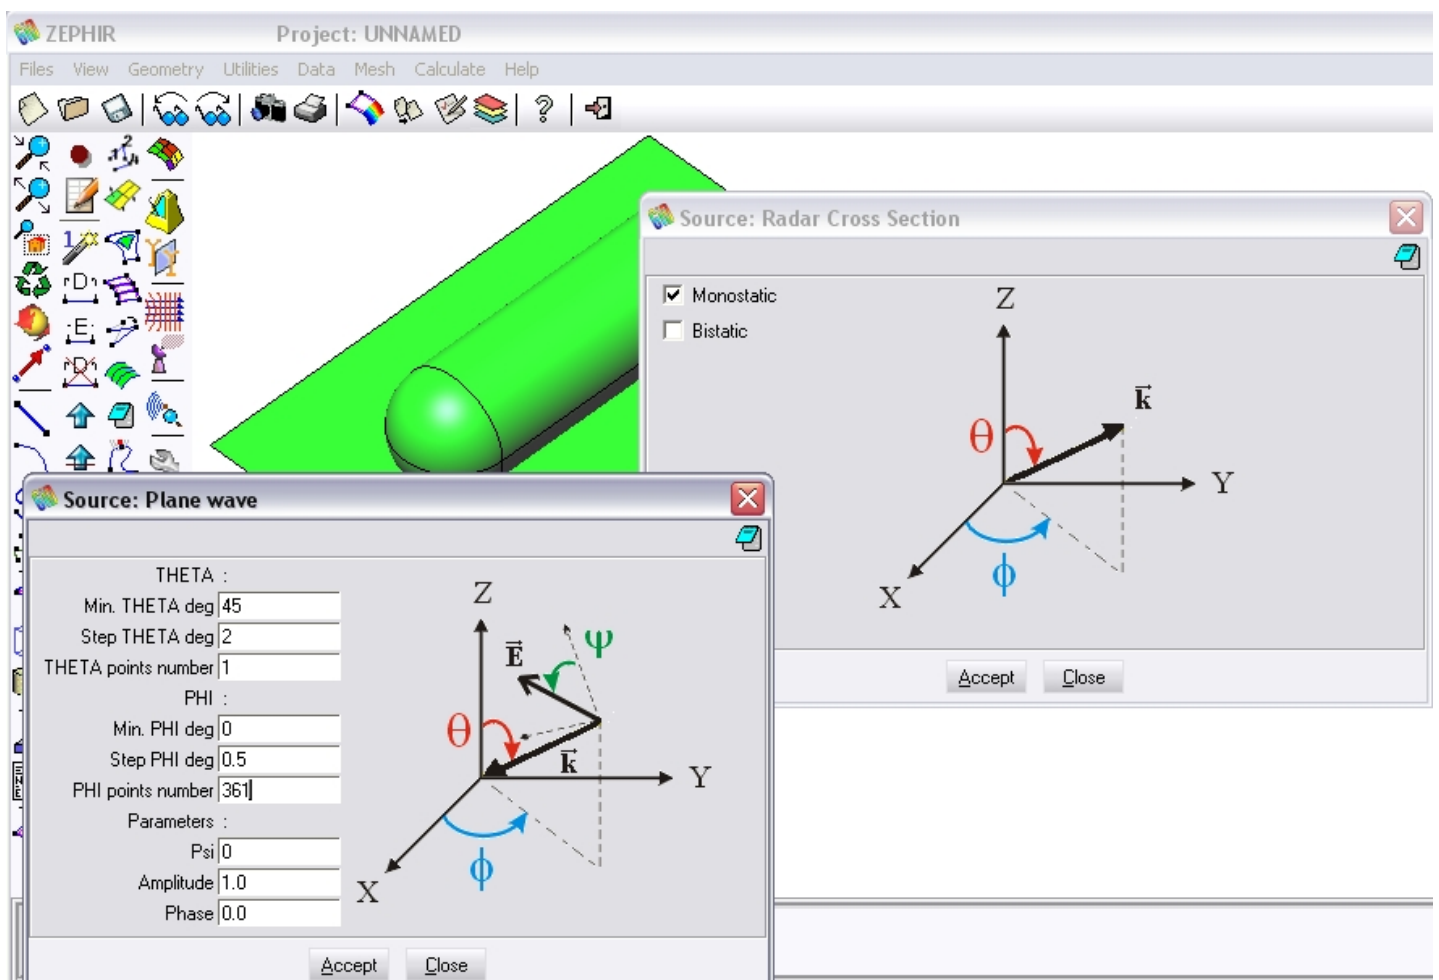 ZEPHIR Project: UNNAMED
Files View Geometry Utilities Data Mesh Calculate Help
Source: Radar Cross Section
Monostatic
Bistatic
Z
k
θ
Y
X
ϕ
Accept Close
Source: Plane wave
THETA :
Min. THETA deg 45
Step THETA deg 2
THETA points number 1
PHI :
Min. PHI deg 0
Step PHI deg 0.5
PHI points number 361
Parameters :
Psi 0
Amplitude 1.0
Phase 0.0
Z
E
ψ
θ
k
Y
X
ϕ
Accept Close